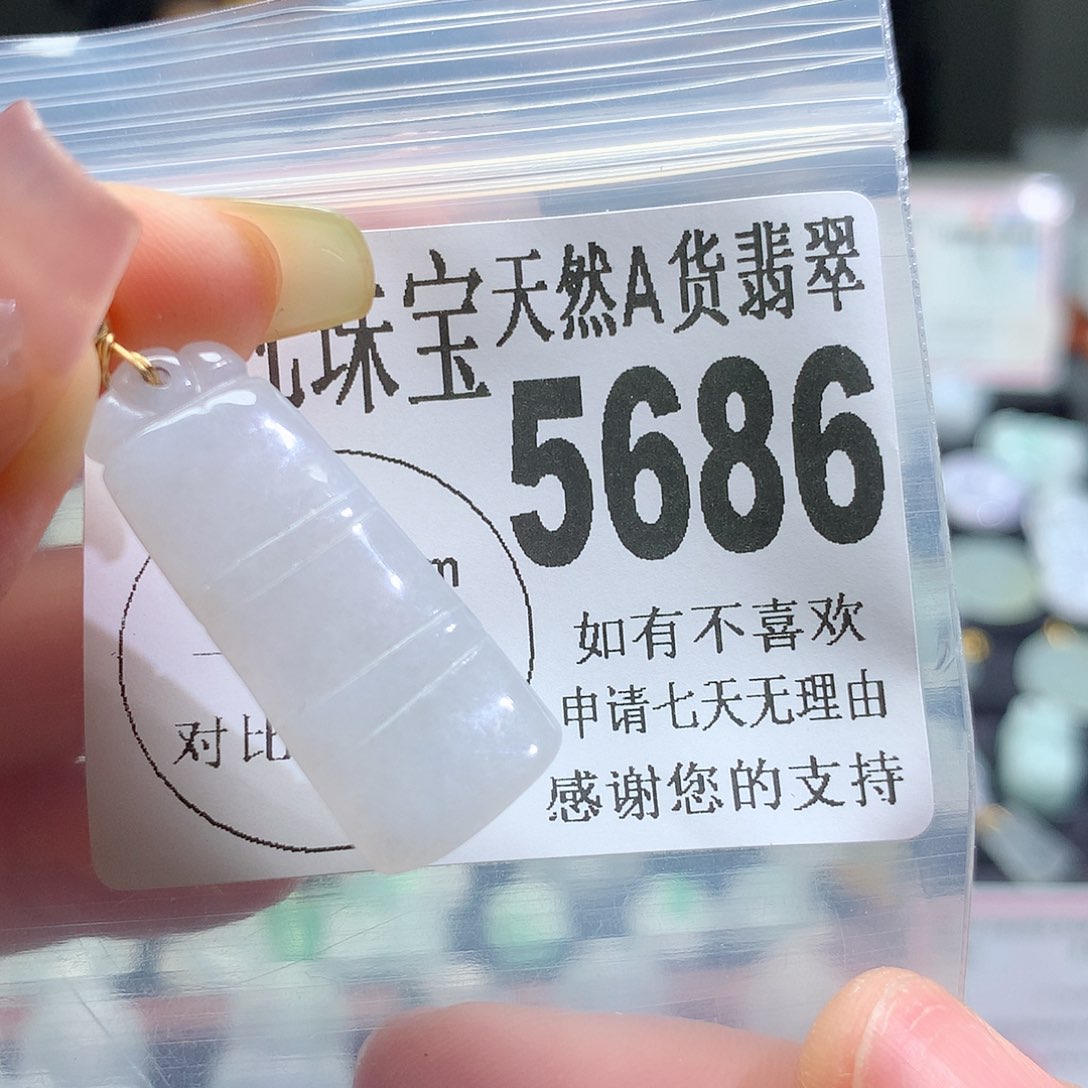 珠宝天然A货翡翠
5686
m
如有不喜欢
申请七天无理由
对比
感谢您的支持